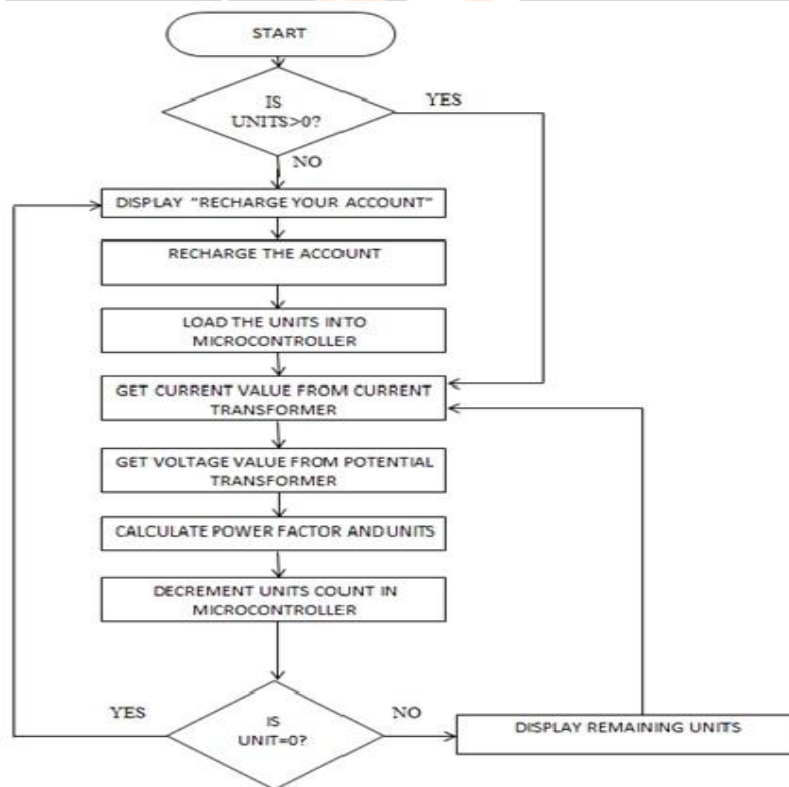 START
IS
UNITS>0?
YES
NO
DISPLAY "RECHARGE YOUR ACCOUNT"
RECHARGE THE ACCOUNT
LOAD THE UNITS INTO
MICROCONTROLLER
GET CURRENT VALUE FROM CURRENT
TRANSFORMER
GET VOLTAGE VALUE FROM POTENTIAL
TRANSFORMER
CALCULATE POWER FACTOR AND UNITS
DECREMENT UNITS COUNT IN
MICROCONTROLLER
YES
IS
UNIT=0?
NO
DISPLAY REMAINING UNITS